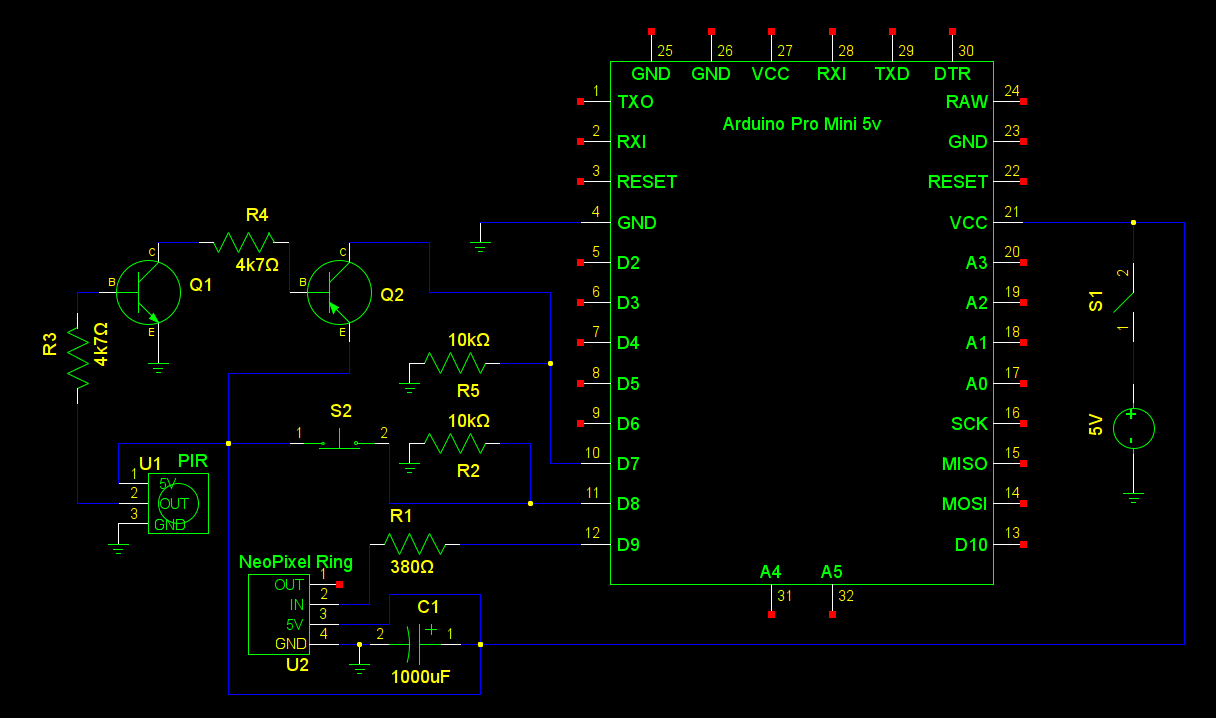 25 26 27 28 29 30
GND GND VCC RXI TXD DTR
1 TXO RAW 24
Arduino Pro Mini 5v
2 RXI GND 23
3 RESET RESET 22
4 GND VCC 21
5 D2 A3 20
6 D3 A2 19
7 D4 A1 18
8 D5 A0 17
9 D6 SCK 16
10 D7 MISO 15
11 D8 MOSI 14
12 D9 D10 13
A4 A5
31 32
R4
4k7Ω
C
B
E
Q1
C
B
E
Q2
R3
4k7Ω
10kΩ
R5
10kΩ
R2
S2
1 2
U1 PIR
1 5V
2 OUT
3 GND
R1
380Ω
NeoPixel Ring
OUT 1
IN 2
5V 3
GND 4
U2
C1
2 + 1
1000uF
S1
2
1
5V
+
-